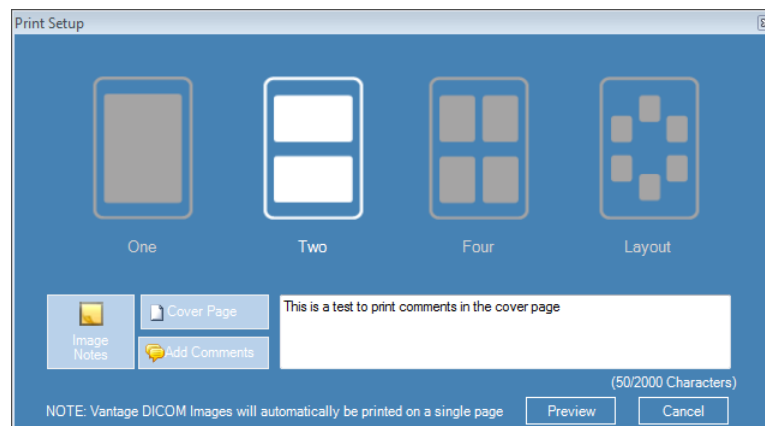 Print Setup
One
Two
Four
Layout
Image
Notes
Cover Page
Add Comments
This is a test to print comments in the cover page
(50/2000 Characters)
NOTE: Vantage DICOM Images will automatically be printed on a single page
Preview
Cancel